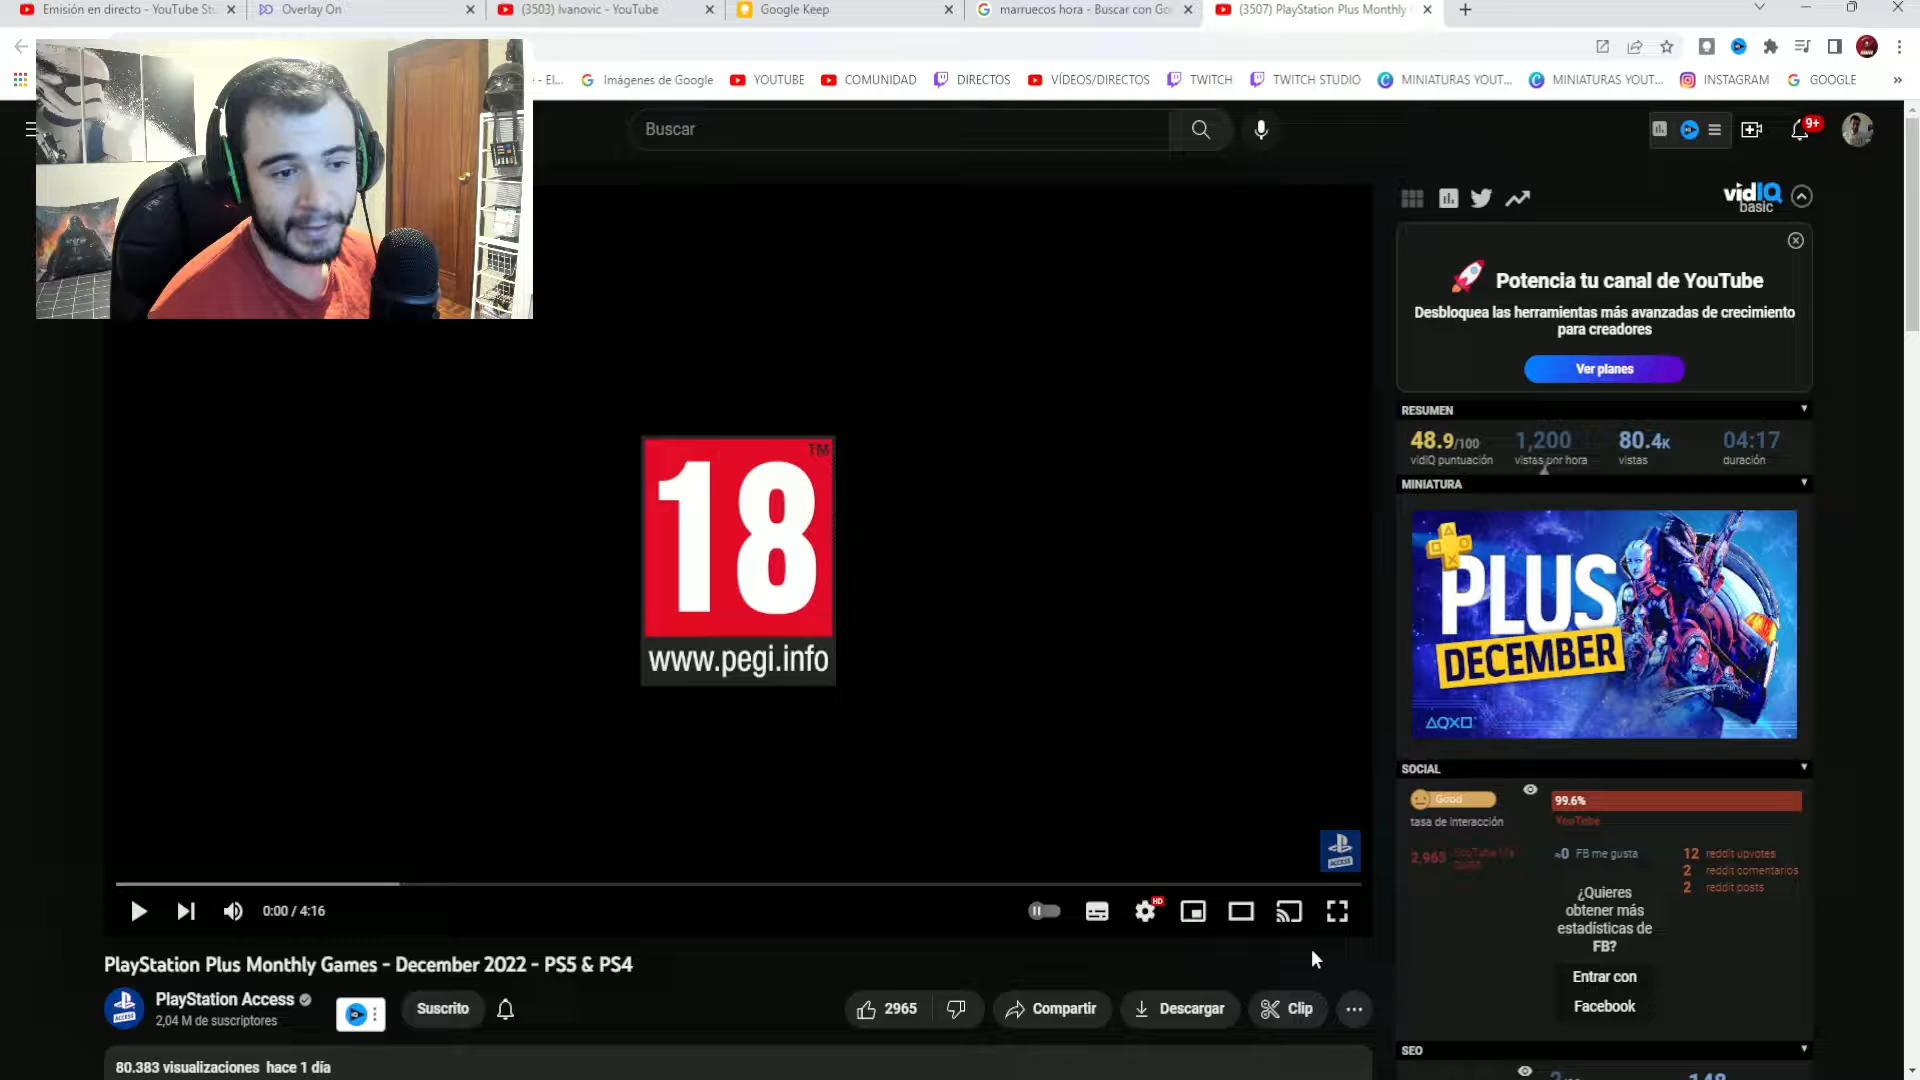 Emisión en directo - YouTube St
Overlay On
(3503) Ivanovic - YouTube
Google Keep
marruecos hora - Buscar con Go
(3507) PlayStation Plus Monthly
- El...
Imágenes de Google
YOUTUBE
COMUNIDAD
DIRECTOS
VÍDEOS/DIRECTOS
TWITCH
TWITCH STUDIO
MINIATURAS YOUT...
MINIATURAS YOUT...
INSTAGRAM
GOOGLE
»
Buscar
9+
vidIQ
basic
Potencia tu canal de YouTube
Desbloquea las herramientas más avanzadas de crecimiento
para creadores
Ver planes
RESUMEN
48.9/100
vidIQ puntuación
1,200
vistas por hora
80.4K
vistas
04:17
duración
MINIATURA
PLUS
DECEMBER
18
TM
www.pegi.info
ACCESS
SOCIAL
Good
tasa de interacción
99.6%
YouTube
2,965
≈0 FB me gusta
12 reddit upvotes
2 reddit comentarios
2 reddit posts
¿Quieres
obtener más
estadísticas de
FB?
Entrar con
Facebook
SEO
0:00 / 4:16
HD
PlayStation Plus Monthly Games - December 2022 - PS5 & PS4
ACCESS
PlayStation Access
2,04 M de suscriptores
Suscrito
2965
Compartir
Descargar
Clip
80.383 visualizaciones hace 1 día